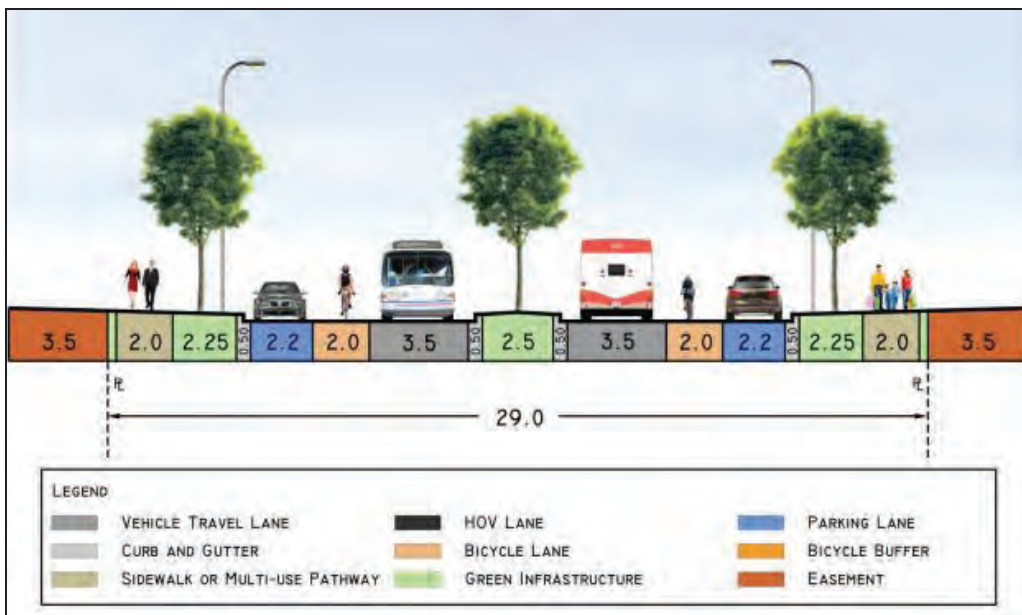 3.5 2.0 2.25 0.50 2.2 2.0 3.5 0.50 2.5 0.50 3.5 2.0 2.2 0.50 2.25 2.0 3.5
PL PL
29.0
LEGEND
VEHICLE TRAVEL LANE HOV LANE PARKING LANE
CURB AND GUTTER BICYCLE LANE BICYCLE BUFFER
SIDEWALK OR MULTI-USE PATHWAY GREEN INFRASTRUCTURE EASEMENT